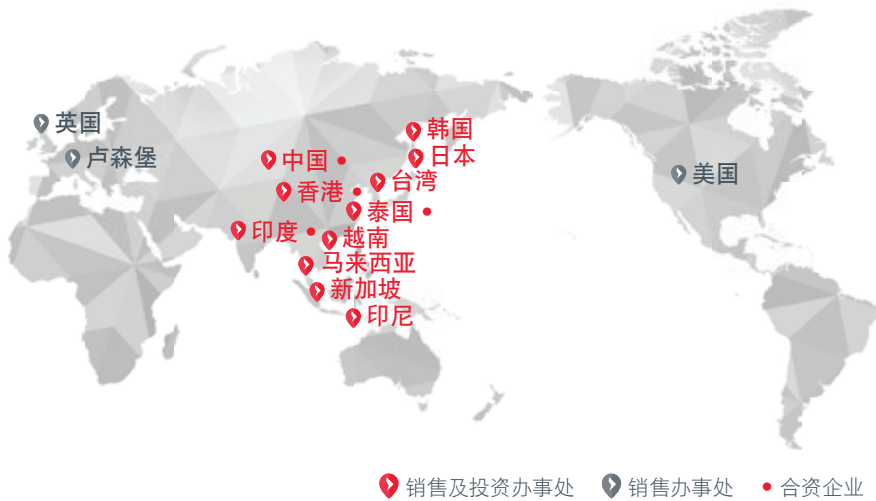 英国
卢森堡
韩国
日本
中国
台湾
香港
泰国
印度
越南
马来西亚
新加坡
印尼
美国
销售及投资办事处
销售办事处
合资企业